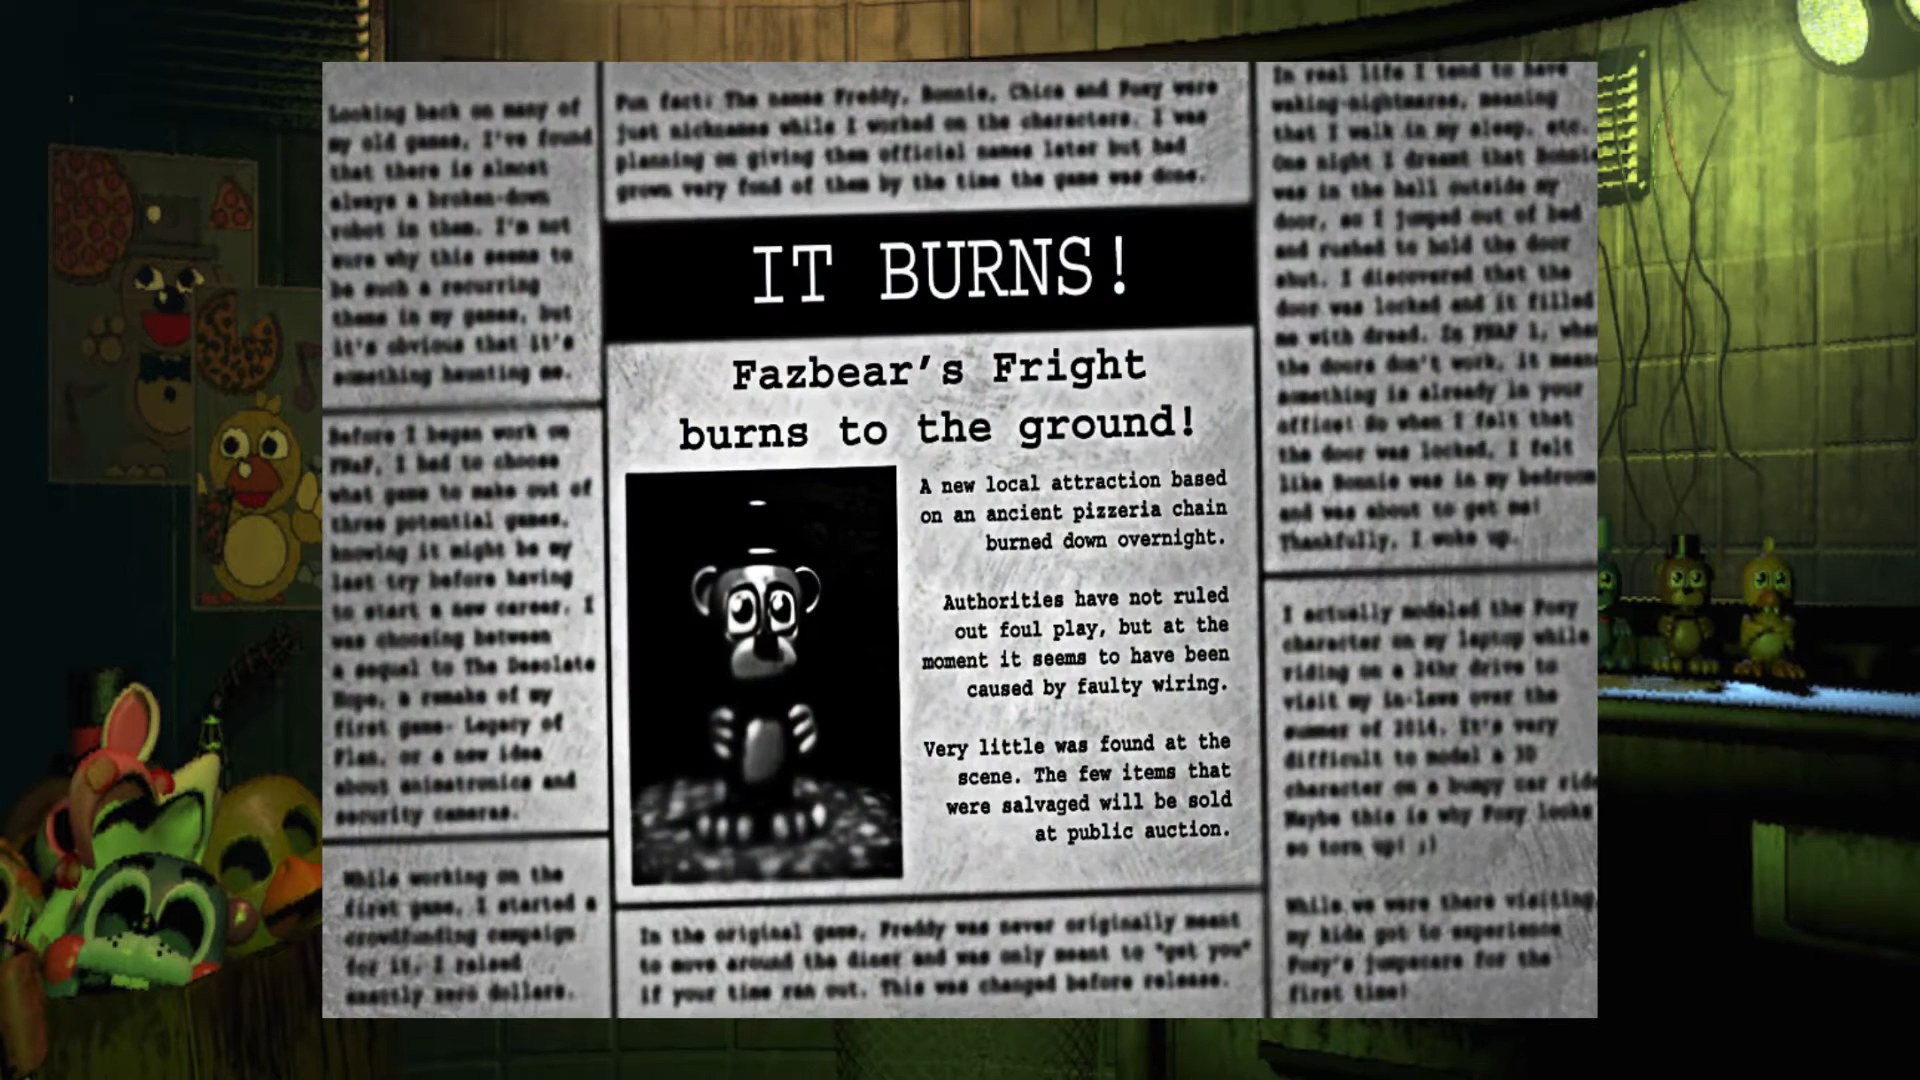 Looking back on many of
my old games, I've found
that there is almost
always a broken-down
robot in them. I'm not
sure why this seems to
be such a recurring
theme in my games, but
it's obvious that it's
something haunting me.
Before I began work on
FNaF, I had to choose
what game to make out of
three potential games,
knowing it might be my
last try before having
to start a new career. I
was choosing between
a sequel to The Desolate
Hope, a remake of my
first game- Legacy of
Flan, or a new idea
about animatronics and
security cameras.
While working on the
first game, I started a
crowdfunding campaign
for it. I raised
exactly zero dollars.
Fun fact: The names Freddy, Bonnie, Chica and Foxy were
just nicknames while I worked on the characters. I was
planning on giving them official names later but had
grown very fond of them by the time the game was done.
IT BURNS!
Fazbear's Fright
burns to the ground!
A new local attraction based
on an ancient pizzeria chain
burned down overnight.
Authorities have not ruled
out foul play, but at the
moment it seems to have been
caused by faulty wiring.
Very little was found at the
scene. The few items that
were salvaged will be sold
at public auction.
In the original game, Freddy was never originally meant
to move around the diner and was only meant to "get you"
if your time ran out. This was changed before release.
In real life I tend to have
waking-nightmares, meaning
that I walk in my sleep, etc.
One night I dreamt that Bonnie
was in the hall outside my
door, so I jumped out of bed
and rushed to hold the door
shut. I discovered that the
door was locked and it filled
me with dread. In FNAF 1, when
the doors don't work, it means
something is already in your
office! So when I felt that
the door was locked, I felt
like Bonnie was in my bedroom
and was about to get me!
Thankfully, I woke up.
I actually modeled the Foxy
character on my laptop while
riding on a 24hr drive to
visit my in-laws over the
summer of 2014. It's very
difficult to model a 3D
character on a bumpy car ride
Maybe this is why Foxy looks
so torn up! ;)
While we were there visiting,
my kids got to experience
Foxy's jumpscare for the
first time!